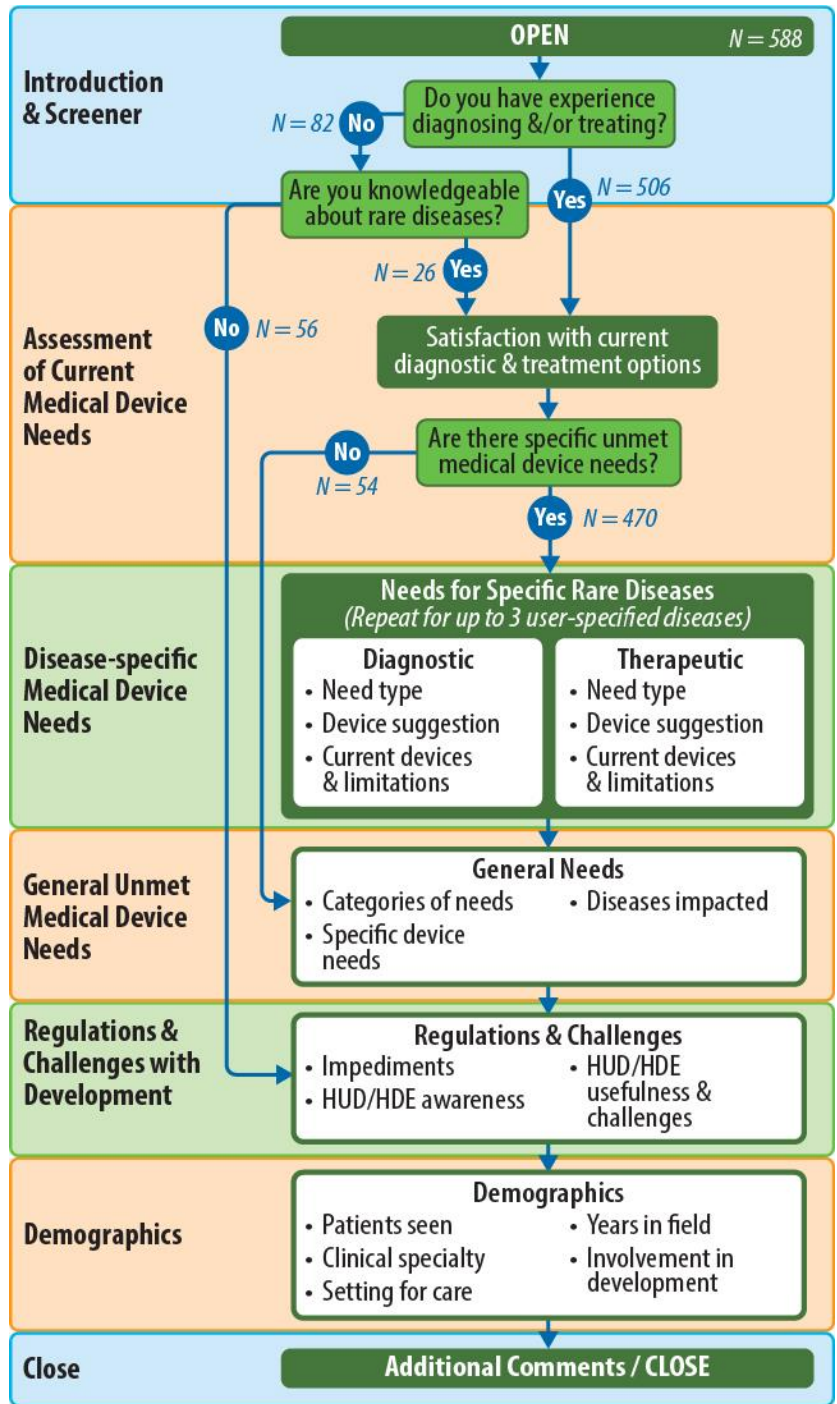 OPEN
N = 588
Introduction
& Screener
Do you have experience
diagnosing &/or treating?
N = 82
No
Are you knowledgeable
about rare diseases?
Yes
N = 506
N = 26
Yes
No
N = 56
Assessment
of Current
Medical Device
Needs
Satisfaction with current
diagnostic & treatment options
Are there specific unmet
medical device needs?
No
N = 54
Yes
N = 470
Disease-specific
Medical Device
Needs
Needs for Specific Rare Diseases
(Repeat for up to 3 user-specified diseases)
Diagnostic
• Need type
• Device suggestion
• Current devices
& limitations
Therapeutic
• Need type
• Device suggestion
• Current devices
& limitations
General Unmet
Medical Device
Needs
General Needs
• Categories of needs
• Specific device
needs
• Diseases impacted
Regulations &
Challenges with
Development
Regulations & Challenges
• Impediments
• HUD/HDE awareness
• HUD/HDE
usefulness &
challenges
Demographics
Demographics
• Patients seen
• Clinical specialty
• Setting for care
• Years in field
• Involvement in
development
Close
Additional Comments / CLOSE